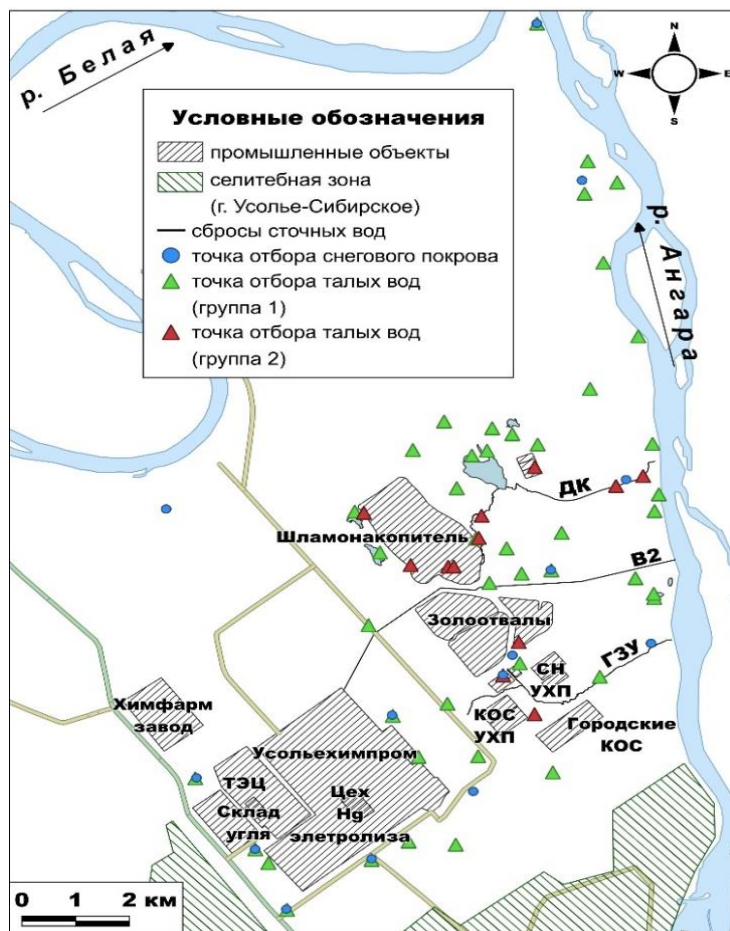 р. Белая
N
W E
S
Условные обозначения
промышленные объекты
селитебная зона
(г. Усолье-Сибирское)
сбросы сточных вод
точка отбора снегового покрова
точка отбора талых вод
(группа 1)
точка отбора талых вод
(группа 2)
р. Ангара
ДК
Шламонакопитель
В2
Золоотвалы
ГЗУ
СН
УХП
КОС
УХП
Городские
КОС
Химфарм
завод
Усольехимпром
ТЭЦ
Склад
угля
Цех
Hg
элетролиза
0 1 2 км